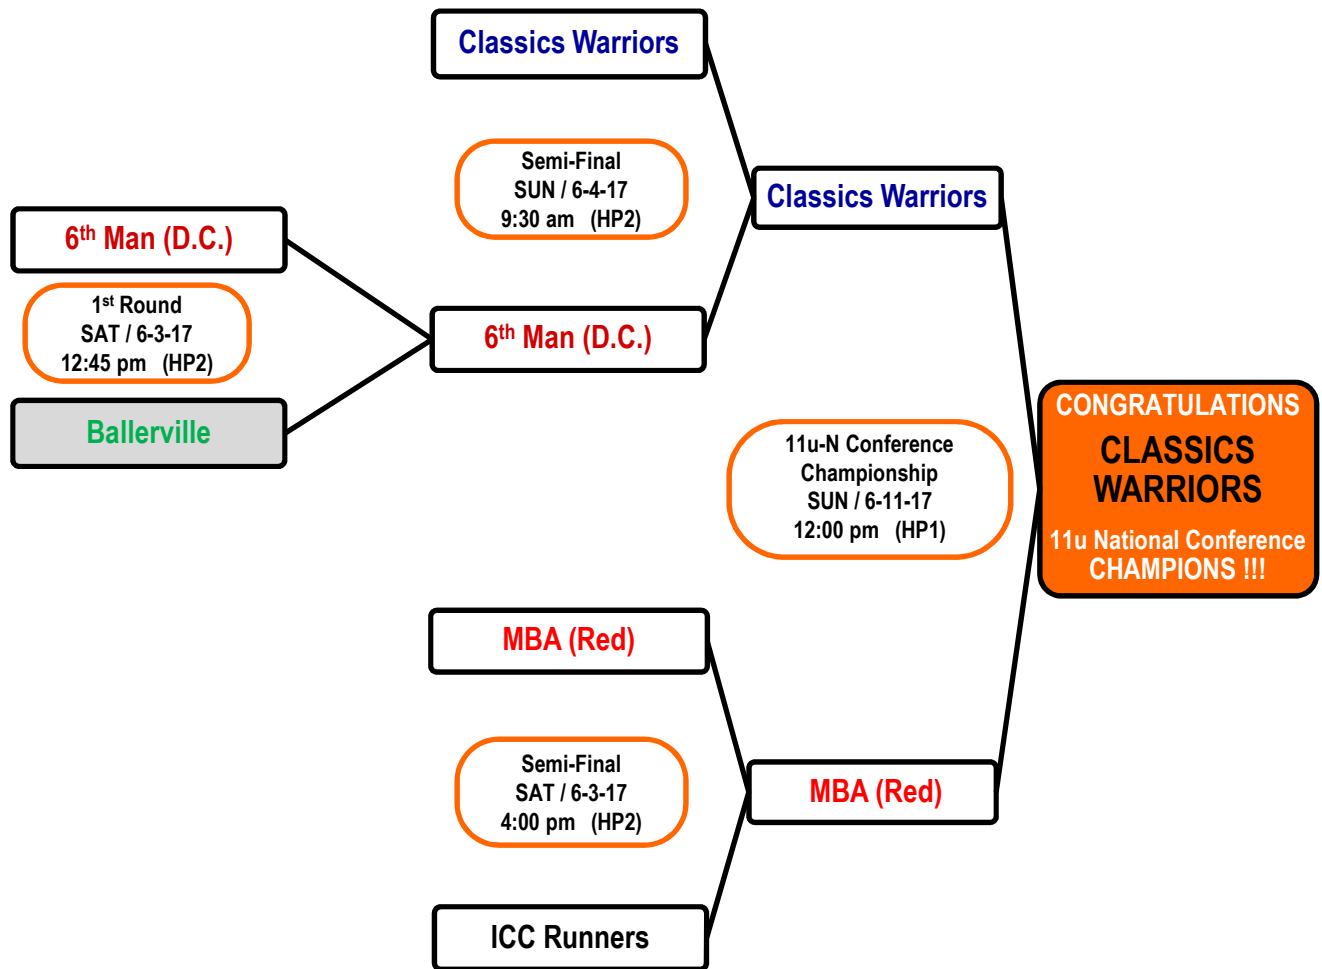 Classics Warriors
Semi-Final
SUN / 6-4-17
9:30 am (HP2)
Classics Warriors
6th Man (D.C.)
1st Round
SAT / 6-3-17
12:45 pm (HP2)
6th Man (D.C.)
Ballerville
CONGRATULATIONS
CLASSICS
WARRIORS
11u National Conference
CHAMPIONS !!!
11u-N Conference
Championship
SUN / 6-11-17
12:00 pm (HP1)
MBA (Red)
Semi-Final
SAT / 6-3-17
4:00 pm (HP2)
MBA (Red)
ICC Runners